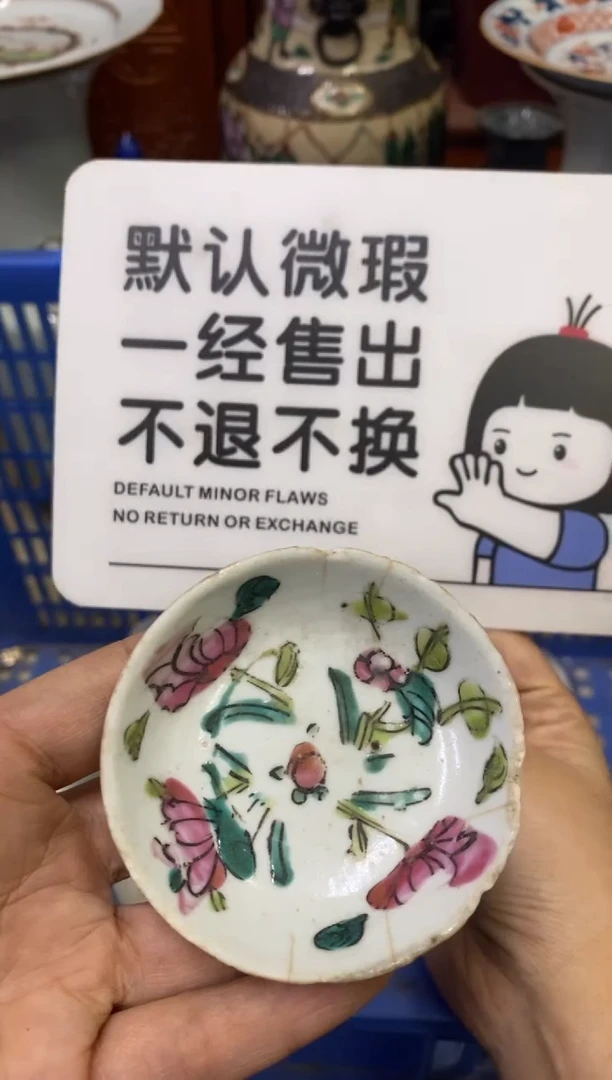 默认微瑕
一经售出
不退不换
DEFAULT MINOR FLAWS
NO RETURN OR EXCHANGE